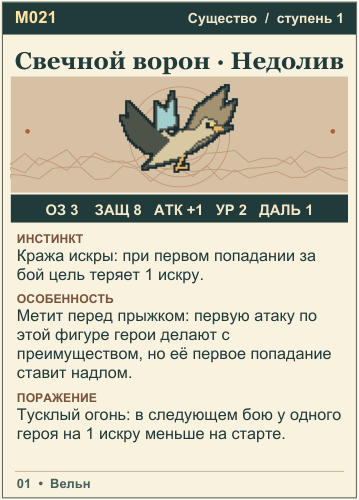 M021
Существо / ступень 1
Свечной ворон · Недолив
ОЗ 3 ЗАЩ 8 АТК +1 УР 2 ДАЛЬ 1
ИНСТИНКТ
Кража искры: при первом попадании за
бой цель теряет 1 искру.
ОСОБЕННОСТЬ
Метит перед прыжком: первую атаку по
этой фигуре герои делают с
преимуществом, но её первое попадание
ставит надлом.
ПОРАЖЕНИЕ
Тусклый огонь: в следующем бою у одного
героя на 1 искру меньше на старте.
01 • Вельн